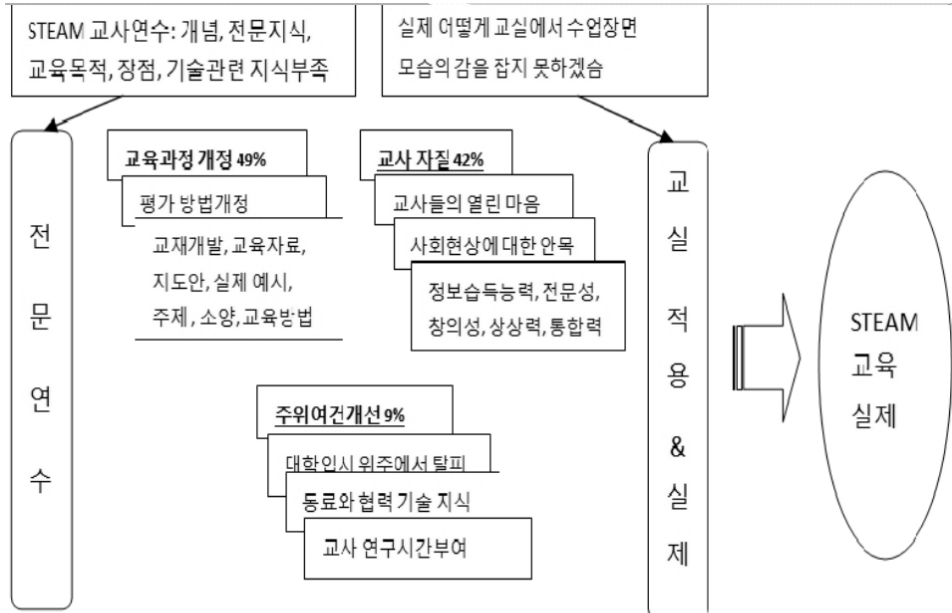 STEAM 교사연수: 개념, 전문지식,
교육목적, 장점, 기술관련 지식부족
실제 어떻게 교실에서 수업장면
모습의 감을 잡지 못하겠슴
전문연수
교육과정 개정 49%
평가 방법개정
교재개발, 교육자료,
지도안, 실제 예시,
주제, 소양, 교육방법
교사 자질 42%
교사들의 열린 마음
사회현상에 대한 안목
정보습득능력, 전문성,
창의성, 상상력, 통합력
주위여건개선 9%
대학입시 위주에서 탈피
동료와 협력 기술 지식
교사 연구시간부여
교실 적용 & 실제
STEAM
교육
실제